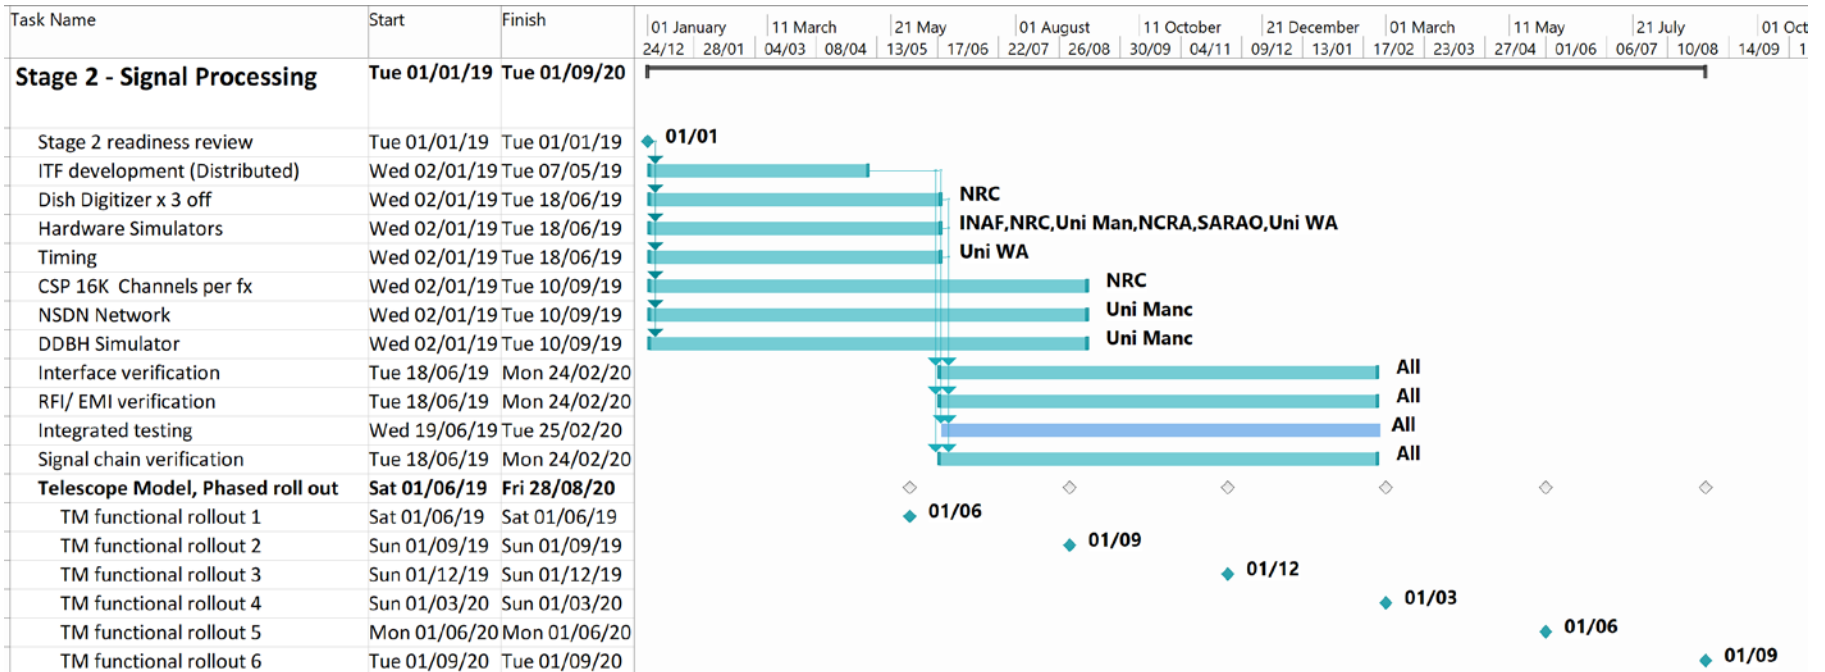 Task Name Start Finish 01 January 11 March 21 May 01 August 11 October 21 December 01 March 11 May 21 July 01 Oct
24/12 28/01 04/03 08/04 13/05 17/06 22/07 26/08 30/09 04/11 09/12 13/01 17/02 23/03 27/04 01/06 06/07 10/08 14/09 1
Stage 2 - Signal Processing Tue 01/01/19 Tue 01/09/20
Stage 2 readiness review Tue 01/01/19 Tue 01/01/19 01/01
ITF development (Distributed) Wed 02/01/19 Tue 07/05/19
Dish Digitizer x 3 off Wed 02/01/19 Tue 18/06/19 NRC
Hardware Simulators Wed 02/01/19 Tue 18/06/19 INAF,NRC,Uni Man,NCRA,SARAO,Uni WA
Timing Wed 02/01/19 Tue 18/06/19 Uni WA
CSP 16K Channels per fx Wed 02/01/19 Tue 10/09/19 NRC
NSDN Network Wed 02/01/19 Tue 10/09/19 Uni Manc
DDBH Simulator Wed 02/01/19 Tue 10/09/19 Uni Manc
Interface verification Tue 18/06/19 Mon 24/02/20 All
RFI/ EMI verification Tue 18/06/19 Mon 24/02/20 All
Integrated testing Wed 19/06/19 Tue 25/02/20 All
Signal chain verification Tue 18/06/19 Mon 24/02/20 All
Telescope Model, Phased roll out Sat 01/06/19 Fri 28/08/20
TM functional rollout 1 Sat 01/06/19 Sat 01/06/19 01/06
TM functional rollout 2 Sun 01/09/19 Sun 01/09/19 01/09
TM functional rollout 3 Sun 01/12/19 Sun 01/12/19 01/12
TM functional rollout 4 Sun 01/03/20 Sun 01/03/20 01/03
TM functional rollout 5 Mon 01/06/20 Mon 01/06/20 01/06
TM functional rollout 6 Tue 01/09/20 Tue 01/09/20 01/09